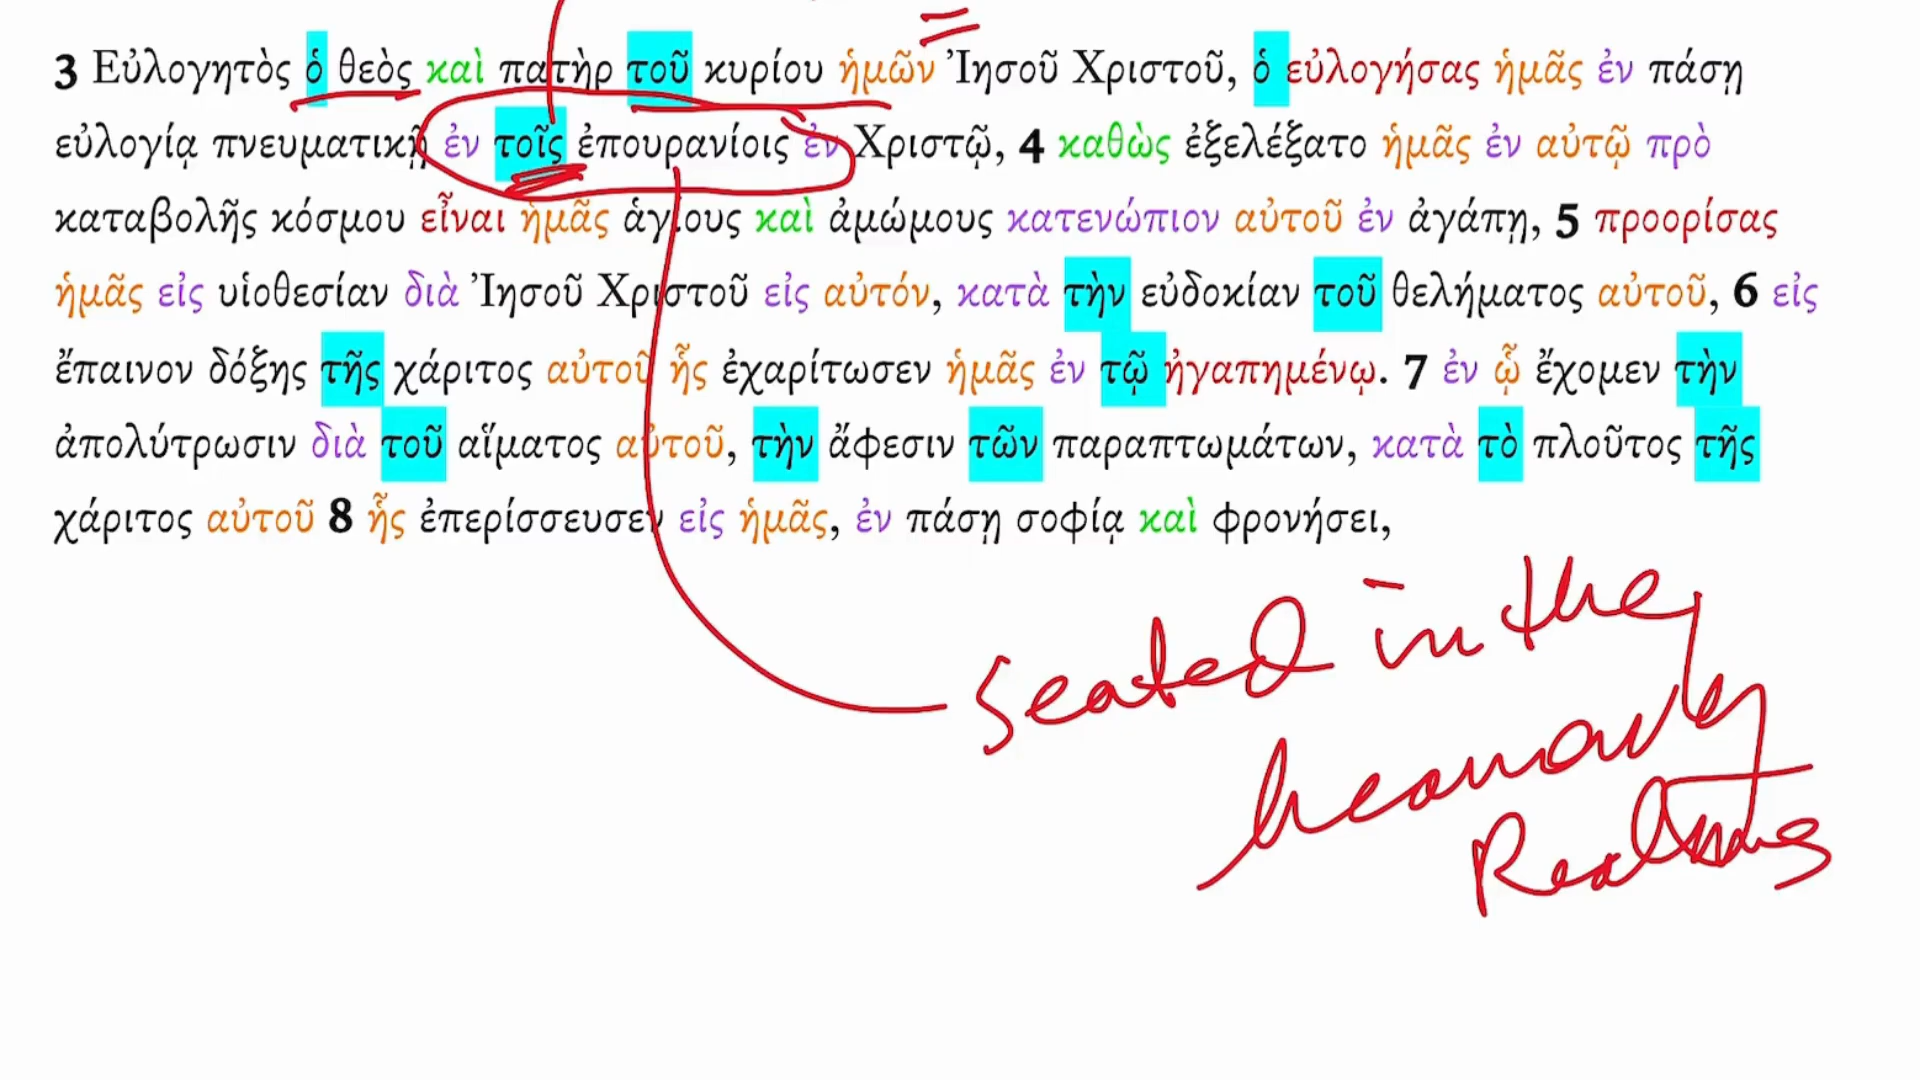 3 Εὐλογητὸς ὁ θεὸς καὶ πατὴρ τοῦ κυρίου ἡμῶν Ἰησοῦ Χριστοῦ, ὁ εὐλογήσας ἡμᾶς ἐν πάσῃ
εὐλογίᾳ πνευματικῇ ἐν τοῖς ἐπουρανίοις ἐν Χριστῷ, 4 καθὼς ἐξελέξατο ἡμᾶς ἐν αὐτῷ πρὸ
καταβολῆς κόσμου εἶναι ἡμᾶς ἁγίους καὶ ἀμώμους κατενώπιον αὐτοῦ ἐν ἀγάπῃ, 5 προορίσας
ἡμᾶς εἰς υἱοθεσίαν διὰ Ἰησοῦ Χριστοῦ εἰς αὐτόν, κατὰ τὴν εὐδοκίαν τοῦ θελήματος αὐτοῦ, 6 εἰς
ἔπαινον δόξης τῆς χάριτος αὐτοῦ ἧς ἐχαρίτωσεν ἡμᾶς ἐν τῷ ἠγαπημένῳ. 7 ἐν ᾧ ἔχομεν τὴν
ἀπολύτρωσιν διὰ τοῦ αἵματος αὐτοῦ, τὴν ἄφεσιν τῶν παραπτωμάτων, κατὰ τὸ πλοῦτος τῆς
χάριτος αὐτοῦ 8 ἧς ἐπερίσσευσεν εἰς ἡμᾶς, ἐν πάσῃ σοφίᾳ καὶ φρονήσει,
Seated in the
heavenly
Realms